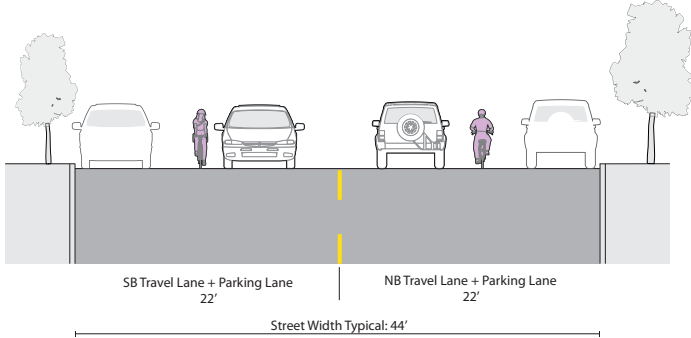 SB Travel Lane + Parking Lane
22’
NB Travel Lane + Parking Lane
22’
Street Width Typical: 44’